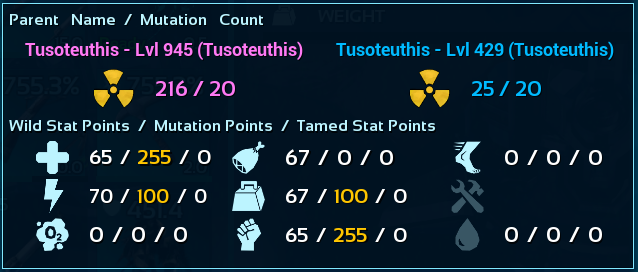 Parent Name / Mutation Count
Tusoteuthis - Lvl 945 (Tusoteuthis) Tusoteuthis - Lvl 429 (Tusoteuthis)
216 / 20 25 / 20
Wild Stat Points / Mutation Points / Tamed Stat Points
65 / 255 / 0 67 / 0 / 0 0 / 0 / 0
70 / 100 / 0 67 / 100 / 0
O2 0 / 0 / 0 65 / 255 / 0 0 / 0 / 0